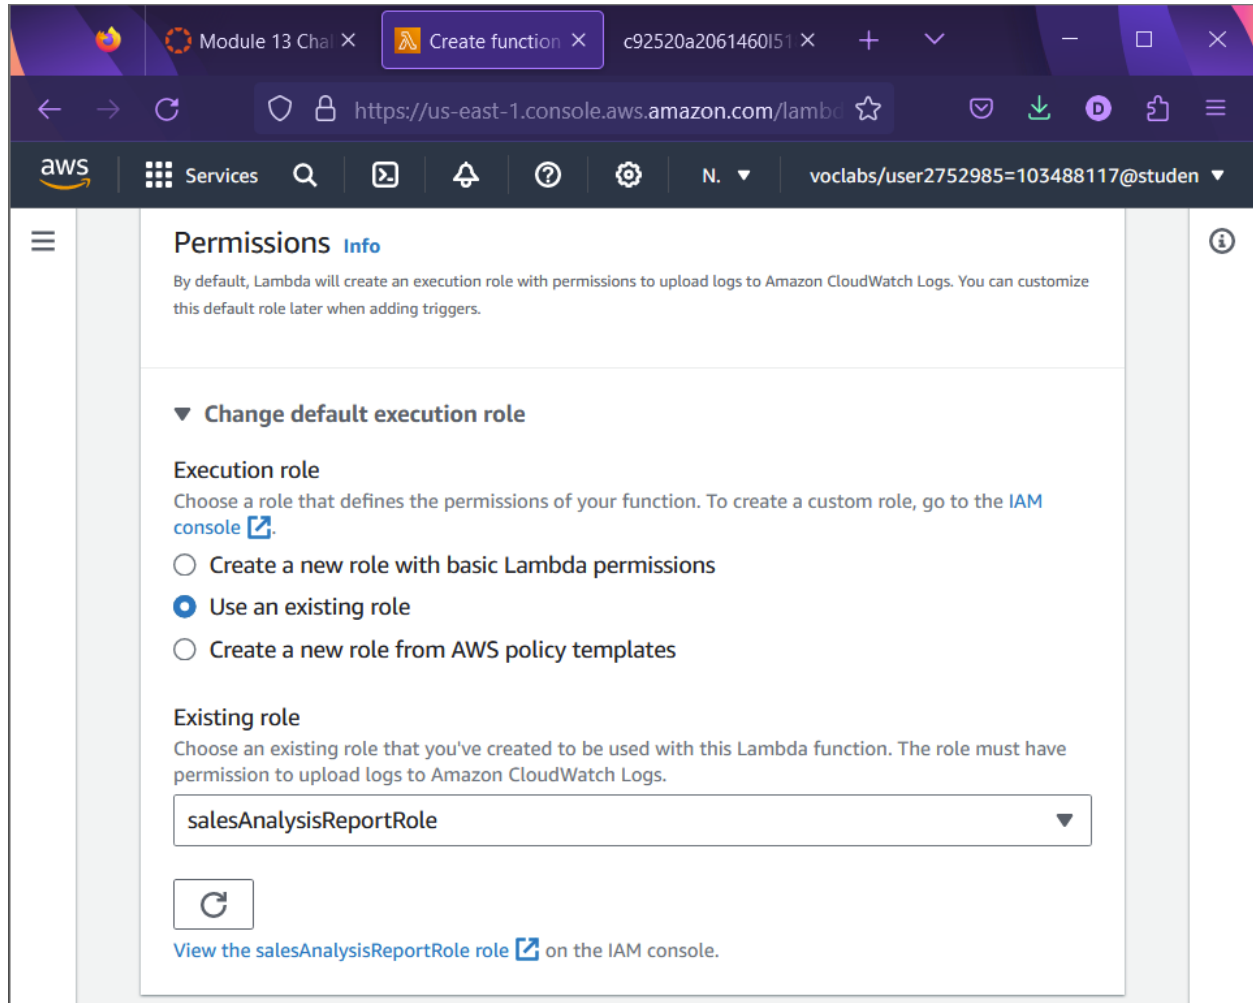 Module 13 Chal
Create function
c92520a2061460l51
https://us-east-1.console.aws.amazon.com/lambd
D
aws
Services
N.
voclabs/user2752985=103488117@studen
Permissions Info
By default, Lambda will create an execution role with permissions to upload logs to Amazon CloudWatch Logs. You can customize
this default role later when adding triggers.
Change default execution role
Execution role
Choose a role that defines the permissions of your function. To create a custom role, go to the IAM
console.
Create a new role with basic Lambda permissions
Use an existing role
Create a new role from AWS policy templates
Existing role
Choose an existing role that you've created to be used with this Lambda function. The role must have
permission to upload logs to Amazon CloudWatch Logs.
salesAnalysisReportRole
View the salesAnalysisReportRole role on the IAM console.